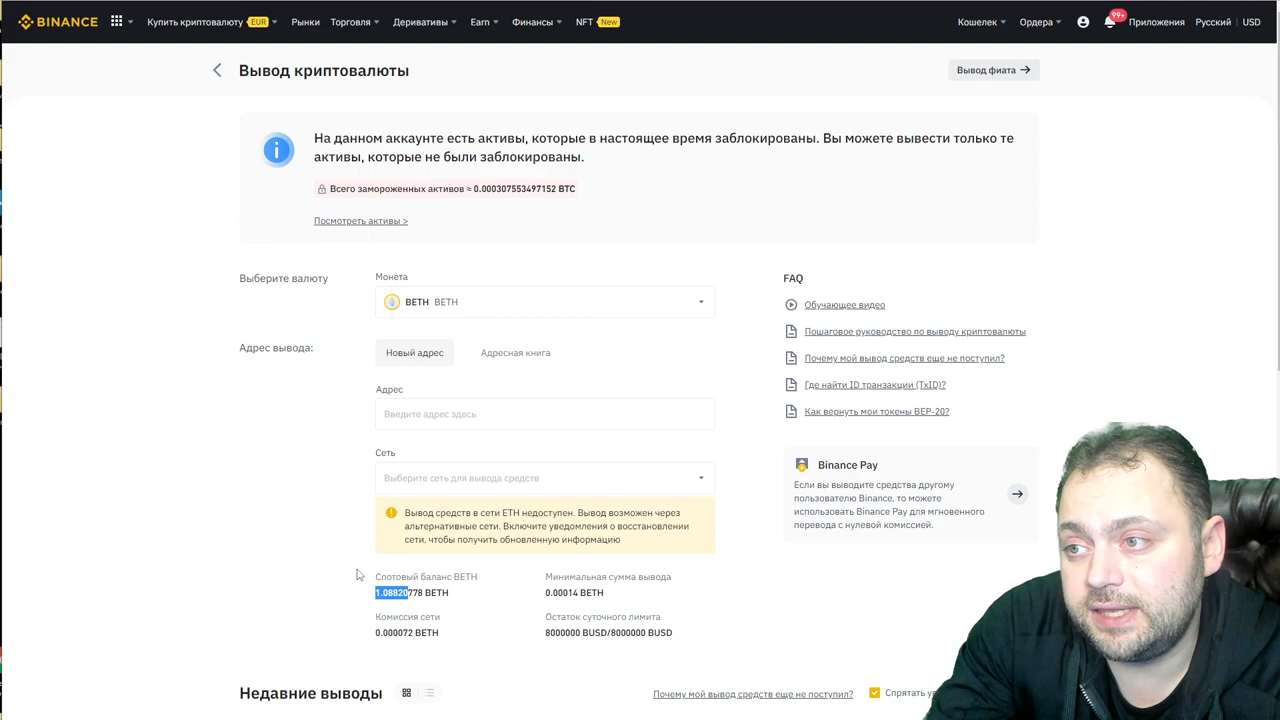 BINANCE
Купить криптовалюту EUR
Рынки
Торговля
Деривативы
Earn
Финансы
NFT New
Кошелек
Ордера
99+
Приложения
Русский
USD
Вывод криптовалюты
Вывод фиата
На данном аккаунте есть активы, которые в настоящее время заблокированы. Вы можете вывести только те
активы, которые не были заблокированы.
Всего замороженных активов ≈ 0.000307553497152 BTC
Посмотреть активы >
Выберите валюту
Монета
BETH BETH
Адрес вывода:
Новый адрес
Адресная книга
Адрес
Введите адрес здесь
Сеть
Выберите сеть для вывода средств
Вывод средств в сети ETH недоступен. Вывод возможен через
альтернативные сети. Включите уведомления о восстановлении
сети, чтобы получить обновленную информацию
Спотовый баланс BETH
1.08820778 BETH
Минимальная сумма вывода
0.00014 BETH
Комиссия сети
0.000072 BETH
Остаток суточного лимита
8000000 BUSD/8000000 BUSD
FAQ
Обучающее видео
Пошаговое руководство по выводу криптовалюты
Почему мой вывод средств еще не поступил?
Где найти ID транзакции (TxID)?
Как вернуть мои токены BEP-20?
Binance Pay
Если вы выводите средства другому
пользователю Binance, то можете
использовать Binance Pay для мгновенного
перевода с нулевой комиссией.
Недавние выводы
Почему мой вывод средств еще не поступил?
Спрятать